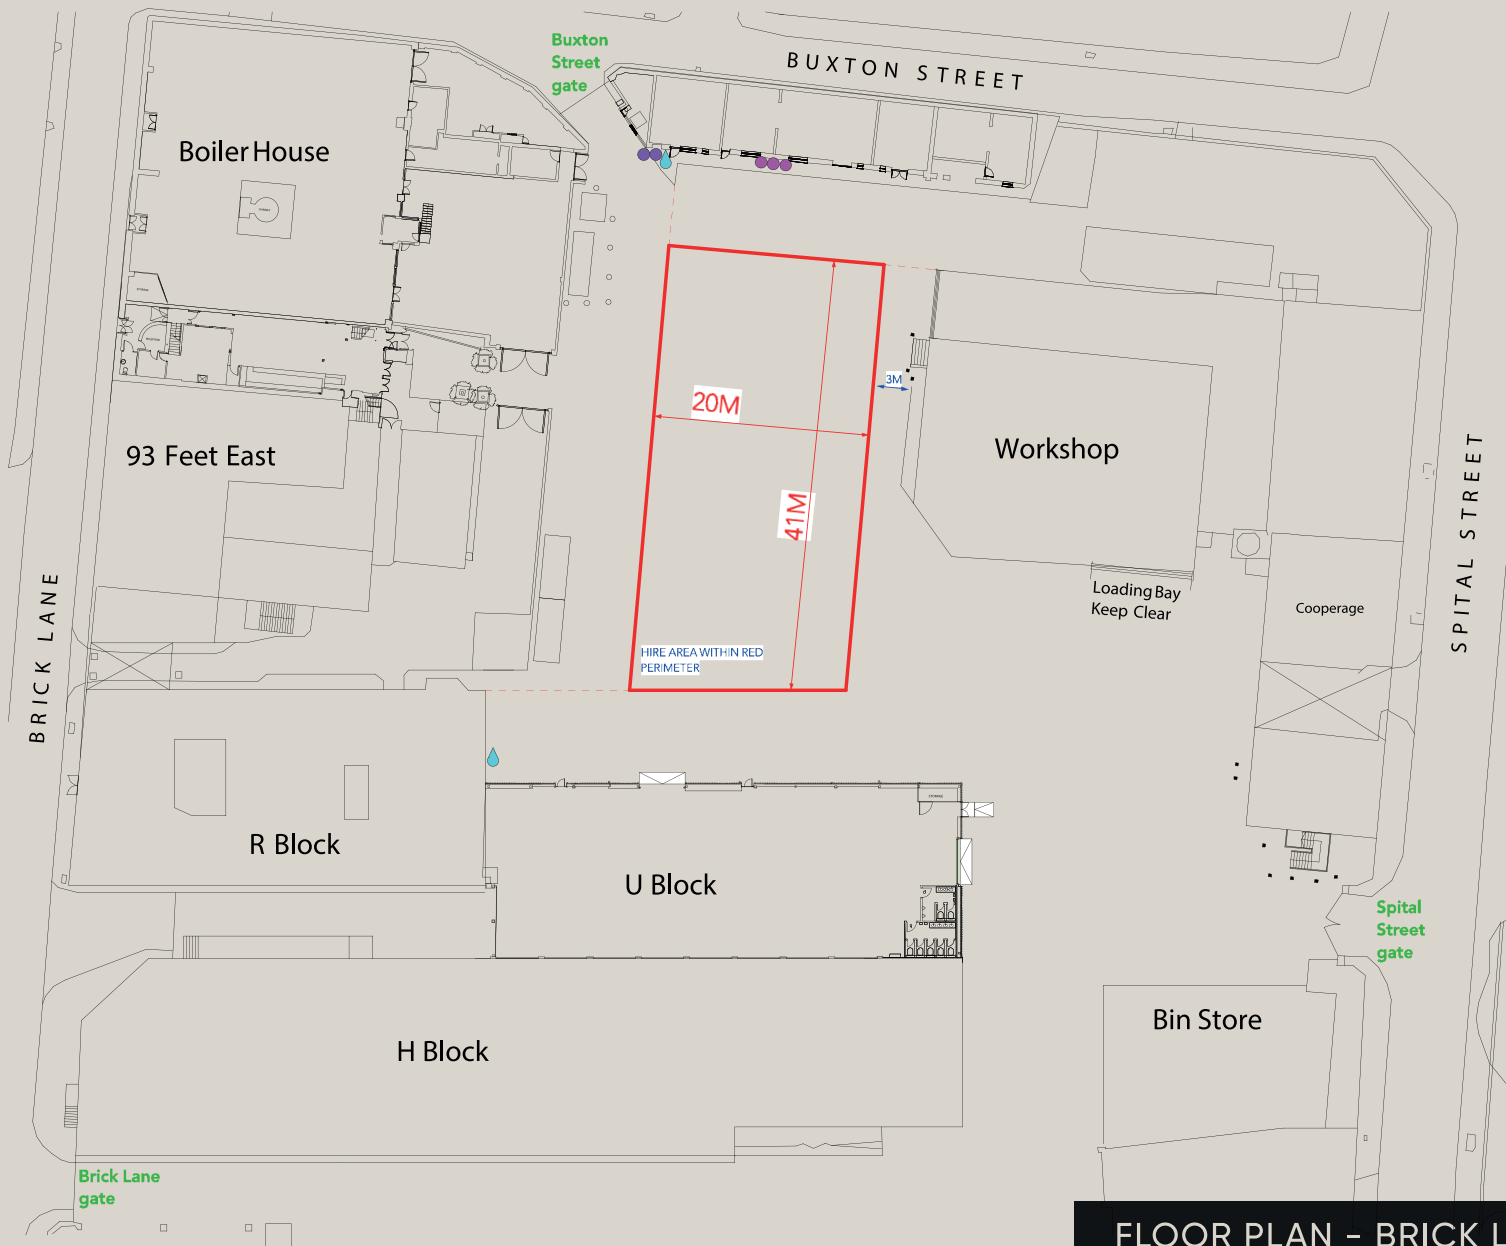 Buxton
Street
gate
BUXTON STREET
Boiler House
STORAGE
93 Feet East
20M
3M
41M
Workshop
SPITAL STREET
Loading Bay
Keep Clear
Cooperage
BRICK LANE
HIRE AREA WITHIN RED
PERIMETER
STORAGE
R Block
U Block
Spital
Street
gate
Bin Store
H Block
Brick Lane
gate
FLOOR PLAN - BRICK L